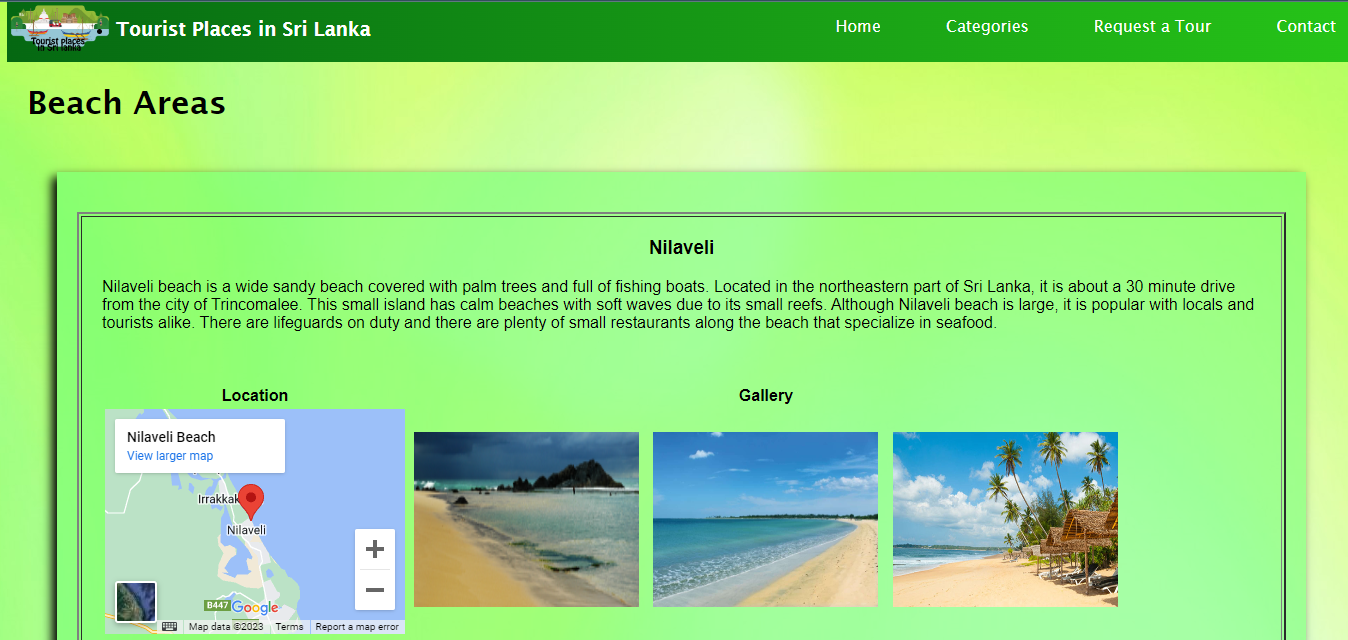 Tourist places
in Sri lanka
Tourist Places in Sri Lanka
Home
Categories
Request a Tour
Contact
Beach Areas
Nilaveli
Nilaveli beach is a wide sandy beach covered with palm trees and full of fishing boats. Located in the northeastern part of Sri Lanka, it is about a 30 minute drive
from the city of Trincomalee. This small island has calm beaches with soft waves due to its small reefs. Although Nilaveli beach is large, it is popular with locals and
tourists alike. There are lifeguards on duty and there are plenty of small restaurants along the beach that specialize in seafood.
Location
Gallery
Nilaveli Beach
View larger map
Irrakkak
Nilaveli
B447
Google
Map data ©2023
Terms
Report a map error